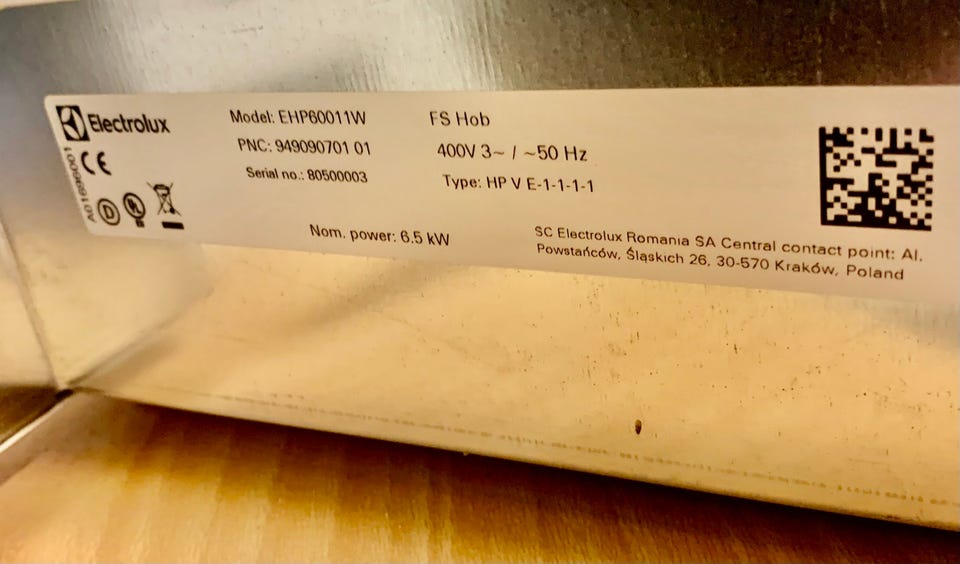 Electrolux
Model: EHP60011W
PNC: 949090701 01
Serial no.: 80500003
FS Hob
400V 3~ / ~50 Hz
Type: HP V E-1-1-1-1
CE
A0169600
D
Nom. power: 6.5 kW
SC Electrolux Romania SA Central contact point: Al.
Powstańców, Śląskich 26, 30-570 Kraków, Poland